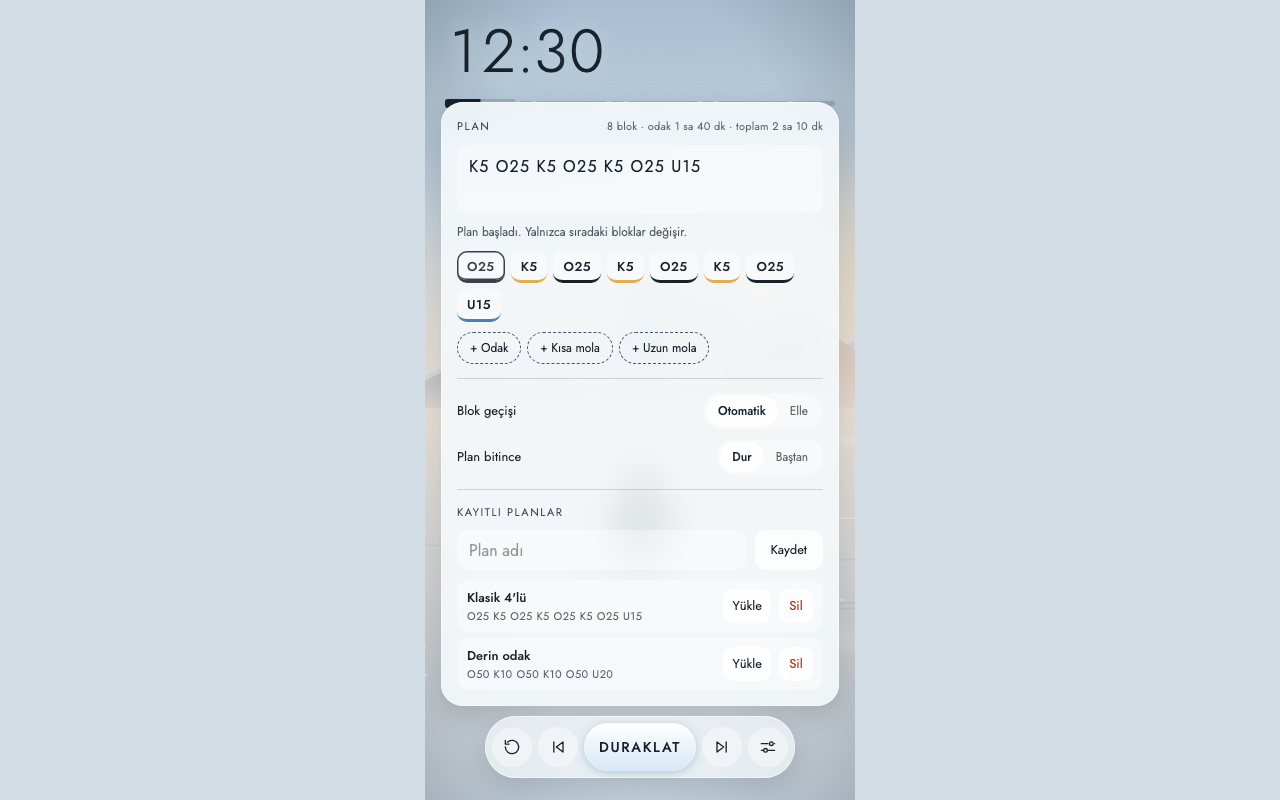 12:30
PLAN
8 blok · odak 1 sa 40 dk · toplam 2 sa 10 dk
K5 O25 K5 O25 K5 O25 U15
Plan başladı. Yalnızca sıradaki bloklar değişir.
O25 K5 O25 K5 O25 K5 O25
U15
+ Odak + Kısa mola + Uzun mola
Blok geçişi Otomatik Elle
Plan bitince Dur Baştan
KAYITLI PLANLAR
Plan adı Kaydet
Klasik 4'lü
O25 K5 O25 K5 O25 K5 O25 U15
Yükle Sil
Derin odak
O50 K10 O50 K10 O50 U20
Yükle Sil
DURAKLAT